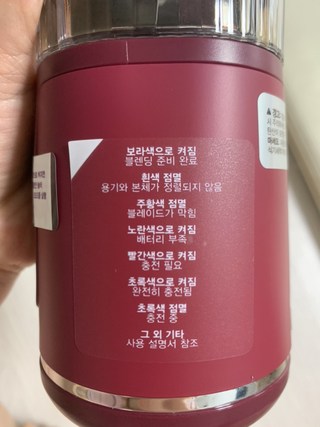 보라색으로 켜짐
블렌딩 준비 완료
흰색 점멸
용기와 본체가 정렬되지 않음
주황색 점멸
블레이드가 막힘
노란색으로 켜짐
배터리 부족
빨간색으로 켜짐
충전 필요
초록색으로 켜짐
완전히 충전됨
초록색 점멸
충전 중
그 외 기타
사용 설명서 참조